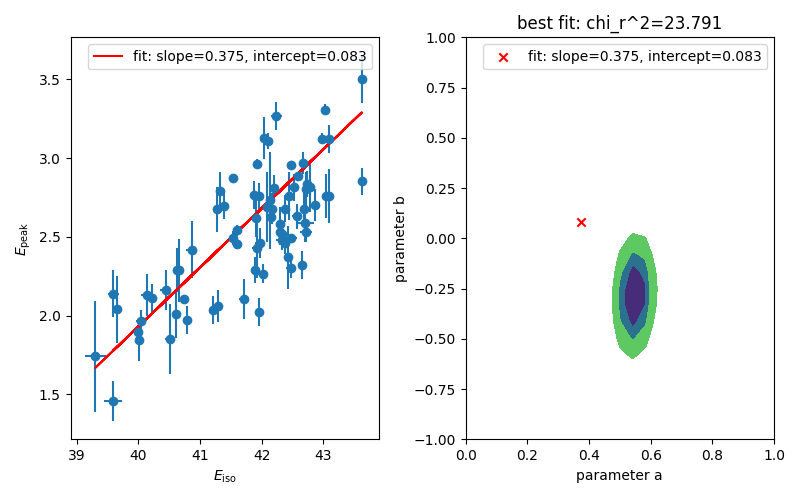 best fit: chi_r^2=23.791
fit: slope=0.375, intercept=0.083
3.5
3.0
2.5
2.0
1.5
E_peak
39 40 41 42 43
E_iso
fit: slope=0.375, intercept=0.083
1.00
0.75
0.50
0.25
0.00
−0.25
−0.50
−0.75
−1.00
parameter b
0.0 0.2 0.4 0.6 0.8 1.0
parameter a